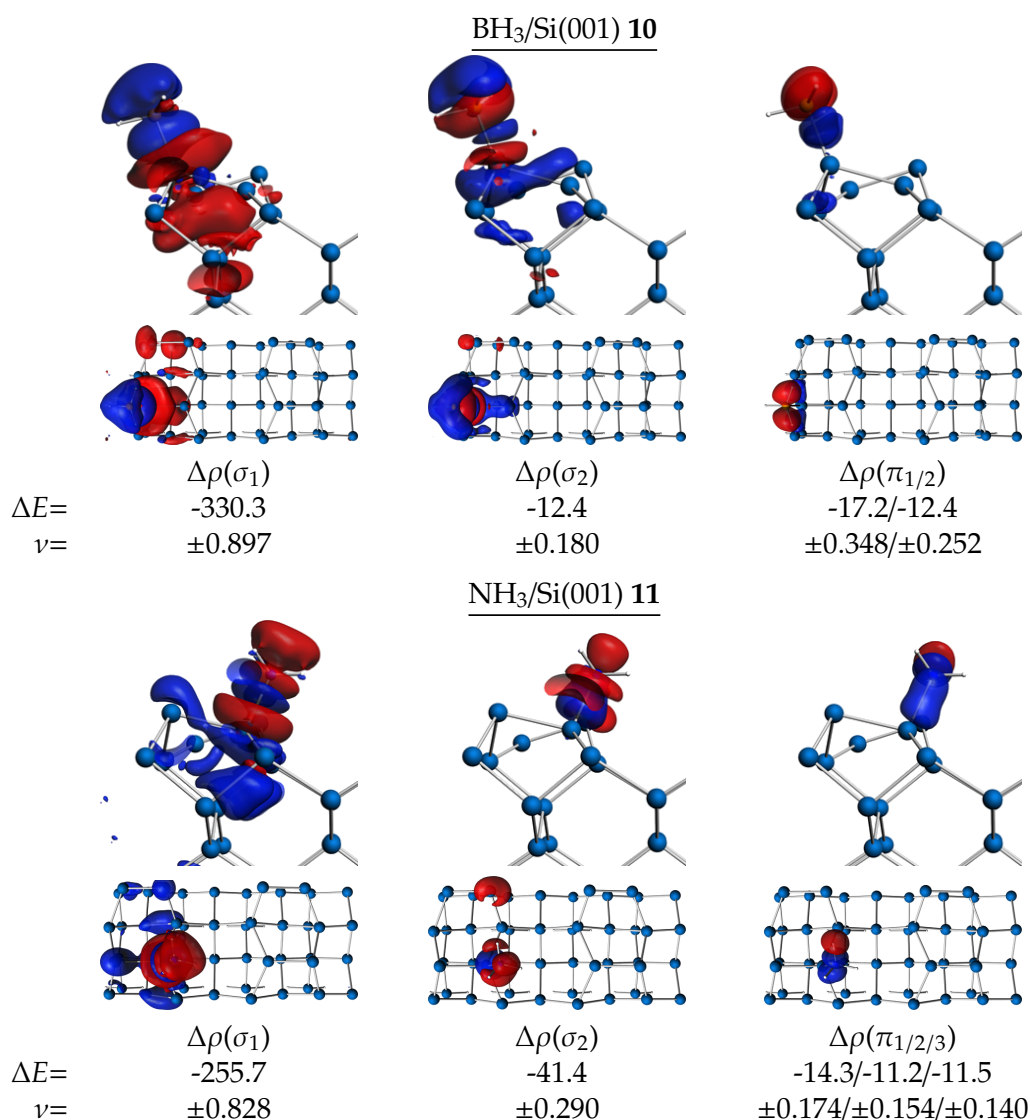 BH₃/Si(001) 10
Δρ(σ₁) Δρ(σ₂) Δρ(π₁/₂)
ΔE= -330.3 -12.4 -17.2/-12.4
ν= ±0.897 ±0.180 ±0.348/±0.252
NH₃/Si(001) 11
Δρ(σ₁) Δρ(σ₂) Δρ(π₁/₂/₃)
ΔE= -255.7 -41.4 -14.3/-11.2/-11.5
ν= ±0.828 ±0.290 ±0.174/±0.154/±0.140